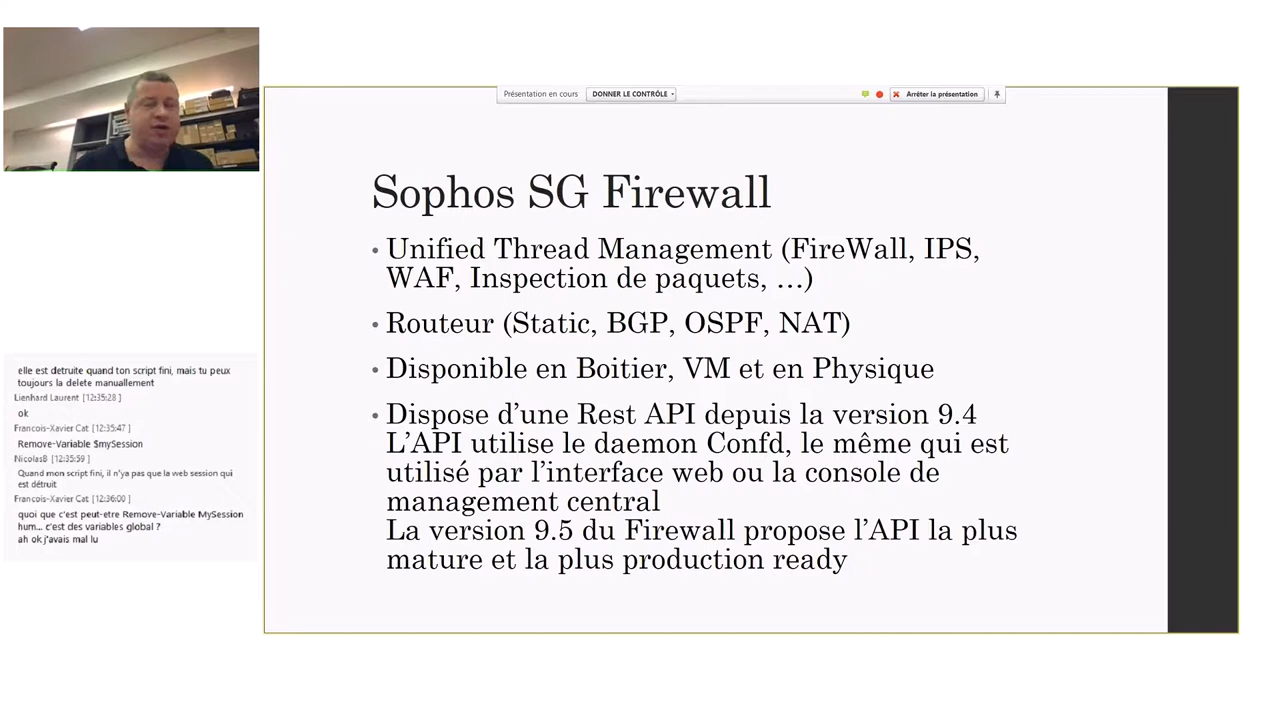 Présentation en cours
DONNER LE CONTRÔLE
Arrêter la présentation
Sophos SG Firewall
• Unified Thread Management (FireWall, IPS,
WAF, Inspection de paquets, …)
• Routeur (Static, BGP, OSPF, NAT)
• Disponible en Boitier, VM et en Physique
• Dispose d’une Rest API depuis la version 9.4
L’API utilise le daemon Confd, le même qui est
utilisé par l’interface web ou la console de
management central
La version 9.5 du Firewall propose l’API la plus
mature et la plus production ready
elle est detruite quand ton script fini, mais tu peux
toujours la delete manuallement
Lienhard Laurent [12:35:28]
ok
Francois-Xavier Cat [12:35:47]
Remove-Variable $mySession
NicolasB [12:35:59]
Quand mon script fini, il n'ya pas que la web session qui
est détruit
Francois-Xavier Cat [12:36:00]
quoi que c'est peut-etre Remove-Variable MySession
hum... c'est des variables global ?
ah ok j'avais mal lu